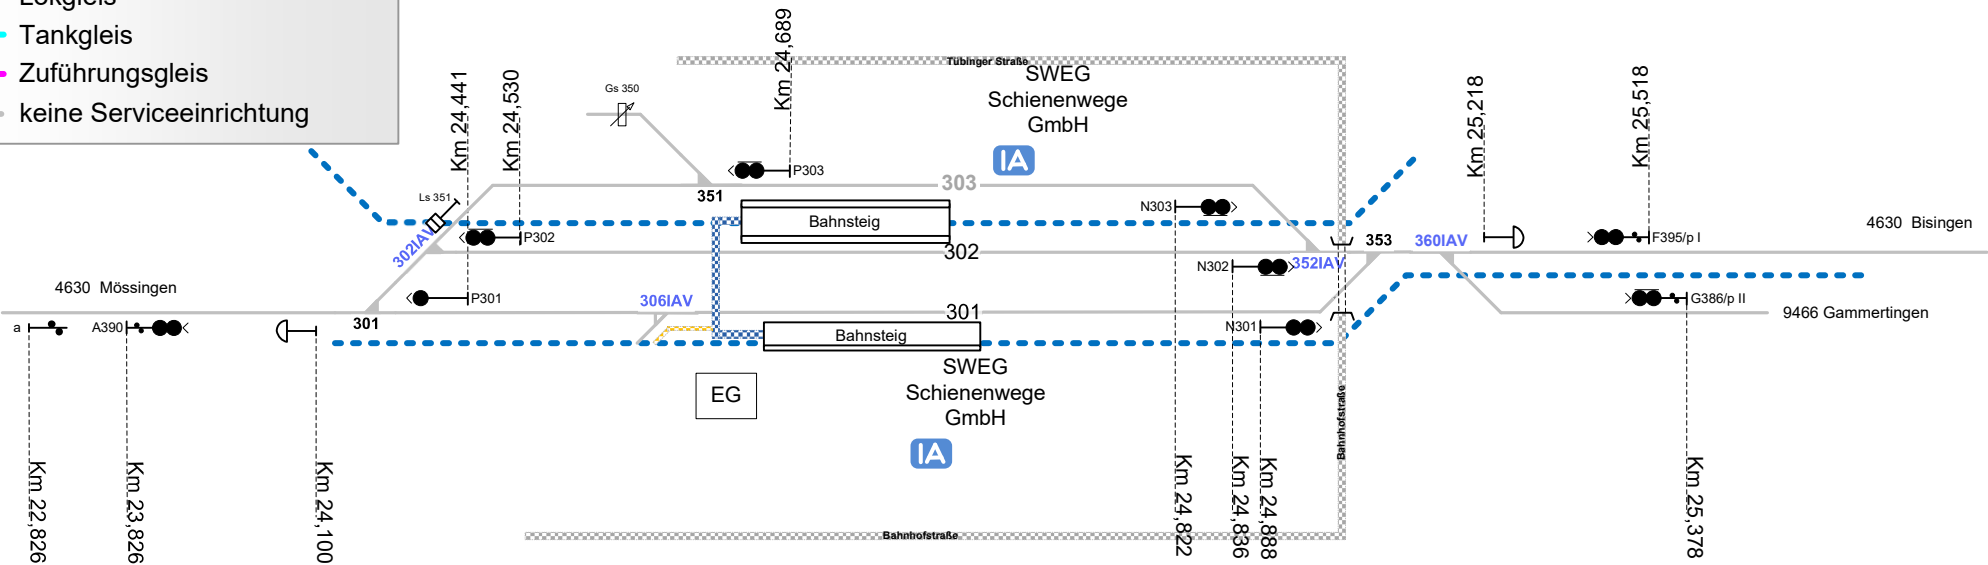 Lokgleis
Tankgleis
Zuführungsgleis
keine Serviceeinrichtung
Km 24,441
Km 24,530
Km 24,689
Km 25,218
Km 25,518
Tübinger Straße
SWEG
Schienenwege
GmbH
IA
Gs 350
P303
351
303
Ls 351
302IAV
P302
Bahnsteig
N303
302
N302
352IAV
353
360IAV
F395/p I
4630 Bisingen
4630 Mössingen
P301
301
306IAV
301
G386/p II
9466 Gammertingen
a
A390
Bahnsteig
N301
SWEG
Schienenwege
GmbH
EG
IA
Bahnhofstraße
Bahnhofstraße
Km 22,826
Km 23,826
Km 24,100
Km 24,822
Km 24,836
Km 24,888
Km 25,378